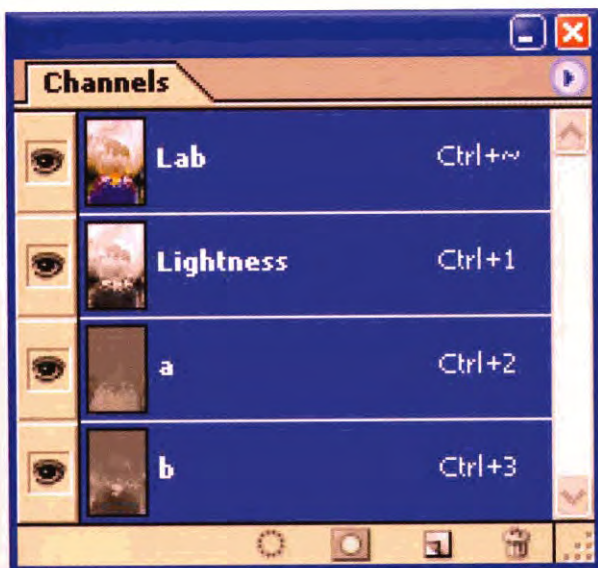 Channels
Lab Ctrl+~
Lightness Ctrl+1
a Ctrl+2
b Ctrl+3